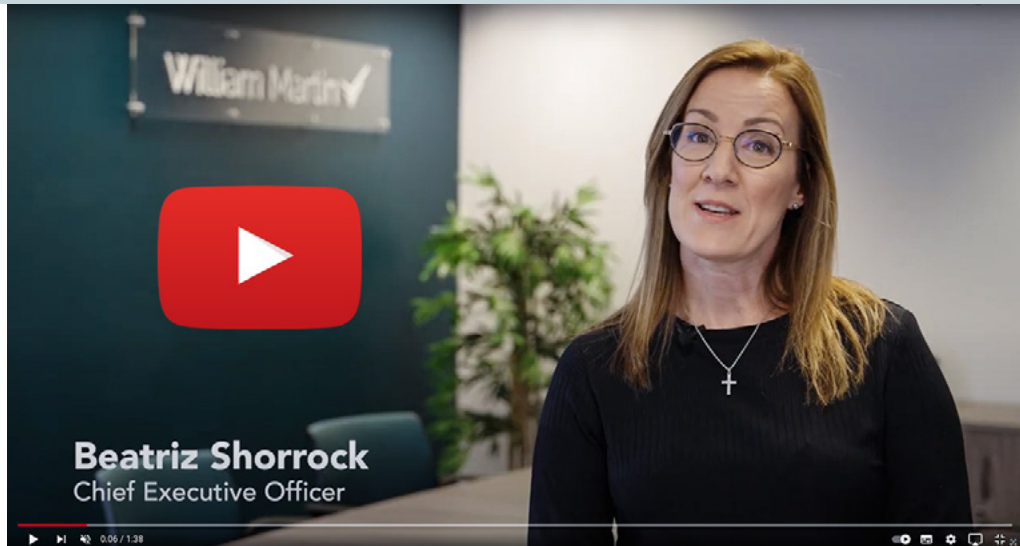 William Martin
Beatriz Shorrock
Chief Executive Officer
0:06 / 1:38